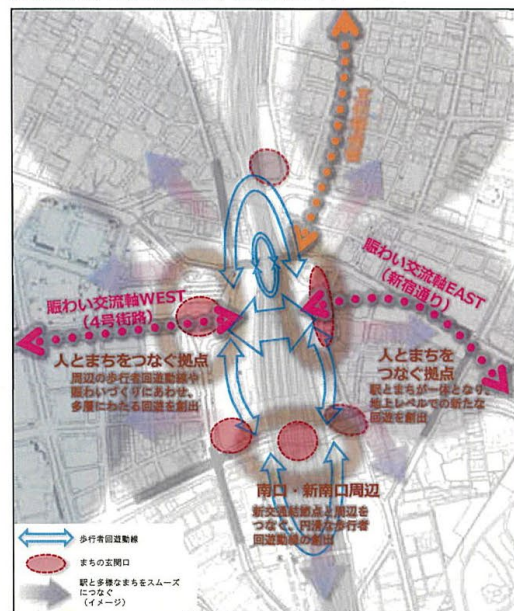 賑わい交流軸WEST
(4号街路)
賑わい交流軸EAST
(新宿通り)
人とまちをつなぐ拠点
周辺の歩行者回遊動線や
賑わいづくりにあわせ、
多層にわたる回遊を創出
人とまちを
つなぐ拠点
駅とまちが一体となり、
地上レベルでの新たな
回遊を創出
南口・新南口周辺
新交通結節点と周辺を
つなぐ、円滑な歩行者
回遊動線の創出
歩行者回遊動線
まちの玄関口
駅と多様なまちをスムーズ
につなぐ
(イメージ)